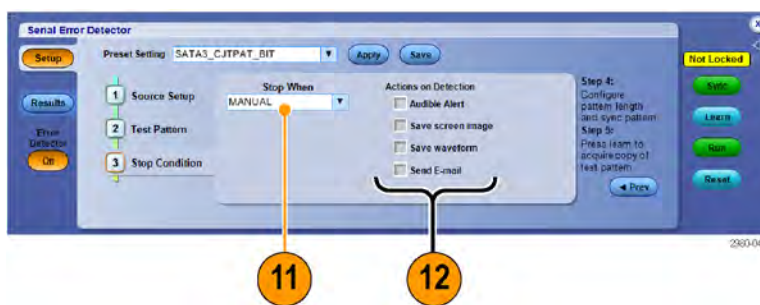 Serial Error Detector
x
Setup
Preset Setting SATAS_CJTPAT_BIT Apply Save
Not Locked
Results
Error Detector
On
1 Source Setup
2 Test Pattern
3 Stop Condition
Stop When
MANUAL
Actions on Detection
Audible Alert
Save screen image
Save waveform
Send E-mail
Step 4:
Configure
pattern length
and sync pattern.
Step 5:
Press learn to
acquire copy of
test pattern.
◄ Prev
Sync
Learn
Run
Reset
2980-04
11
12